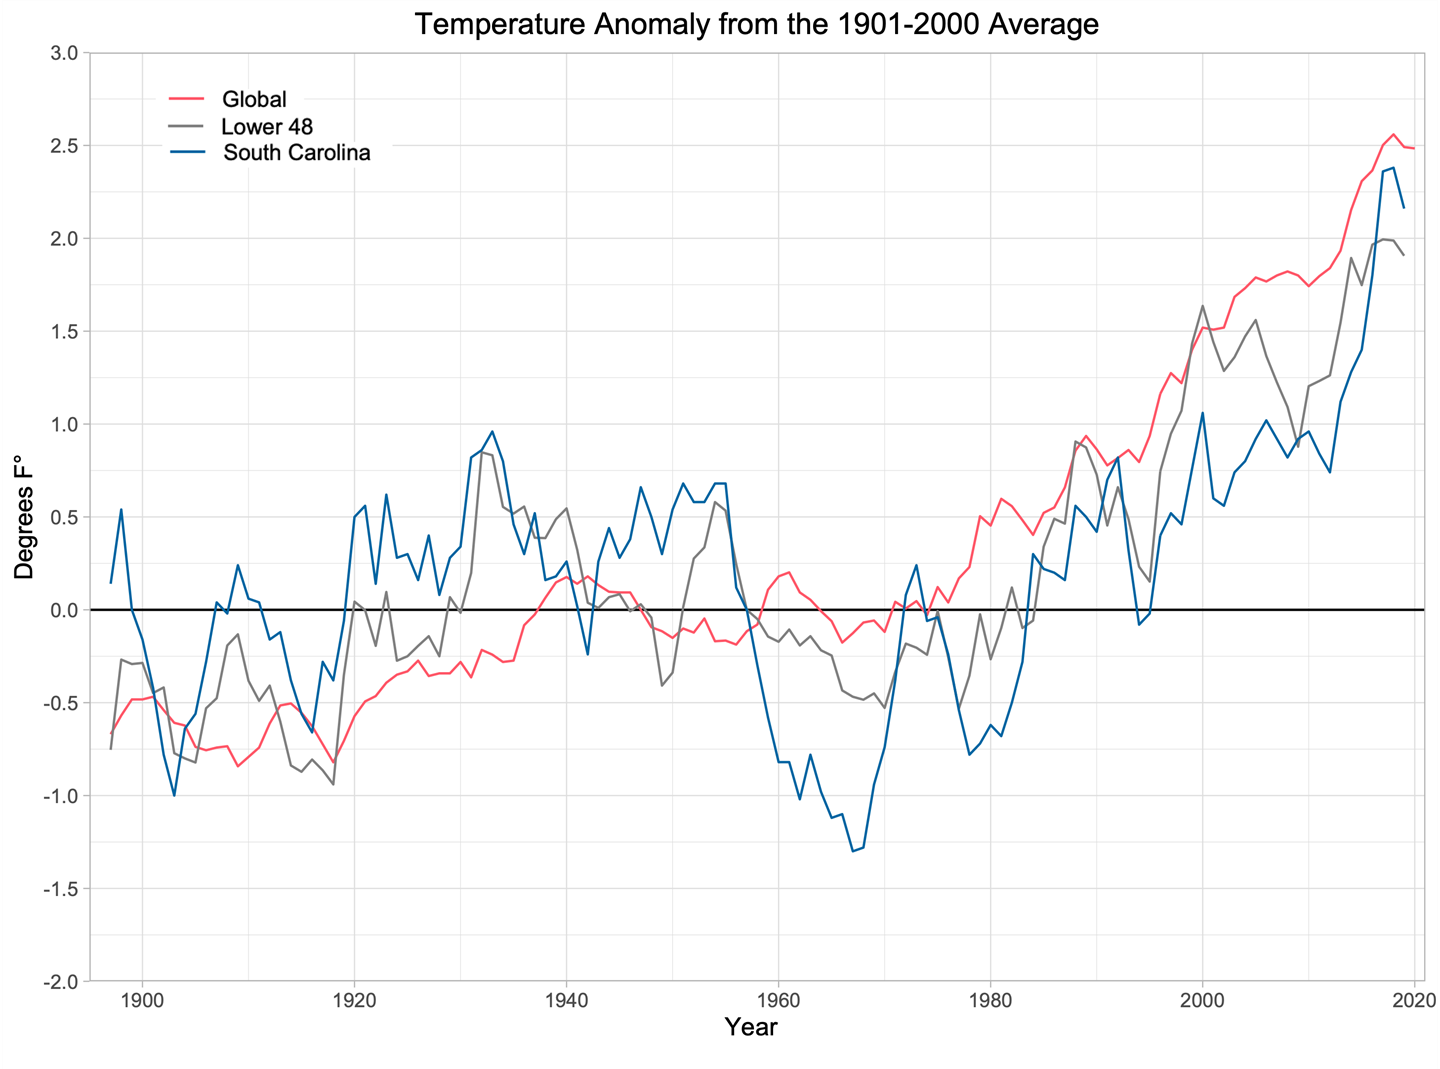 Temperature Anomaly from the 1901-2000 Average
3.0
2.5
2.0
1.5
1.0
0.5
0.0
-0.5
-1.0
-1.5
-2.0
Global
Lower 48
South Carolina
Degrees F°
1900 1920 1940 1960 1980 2000 2020
Year